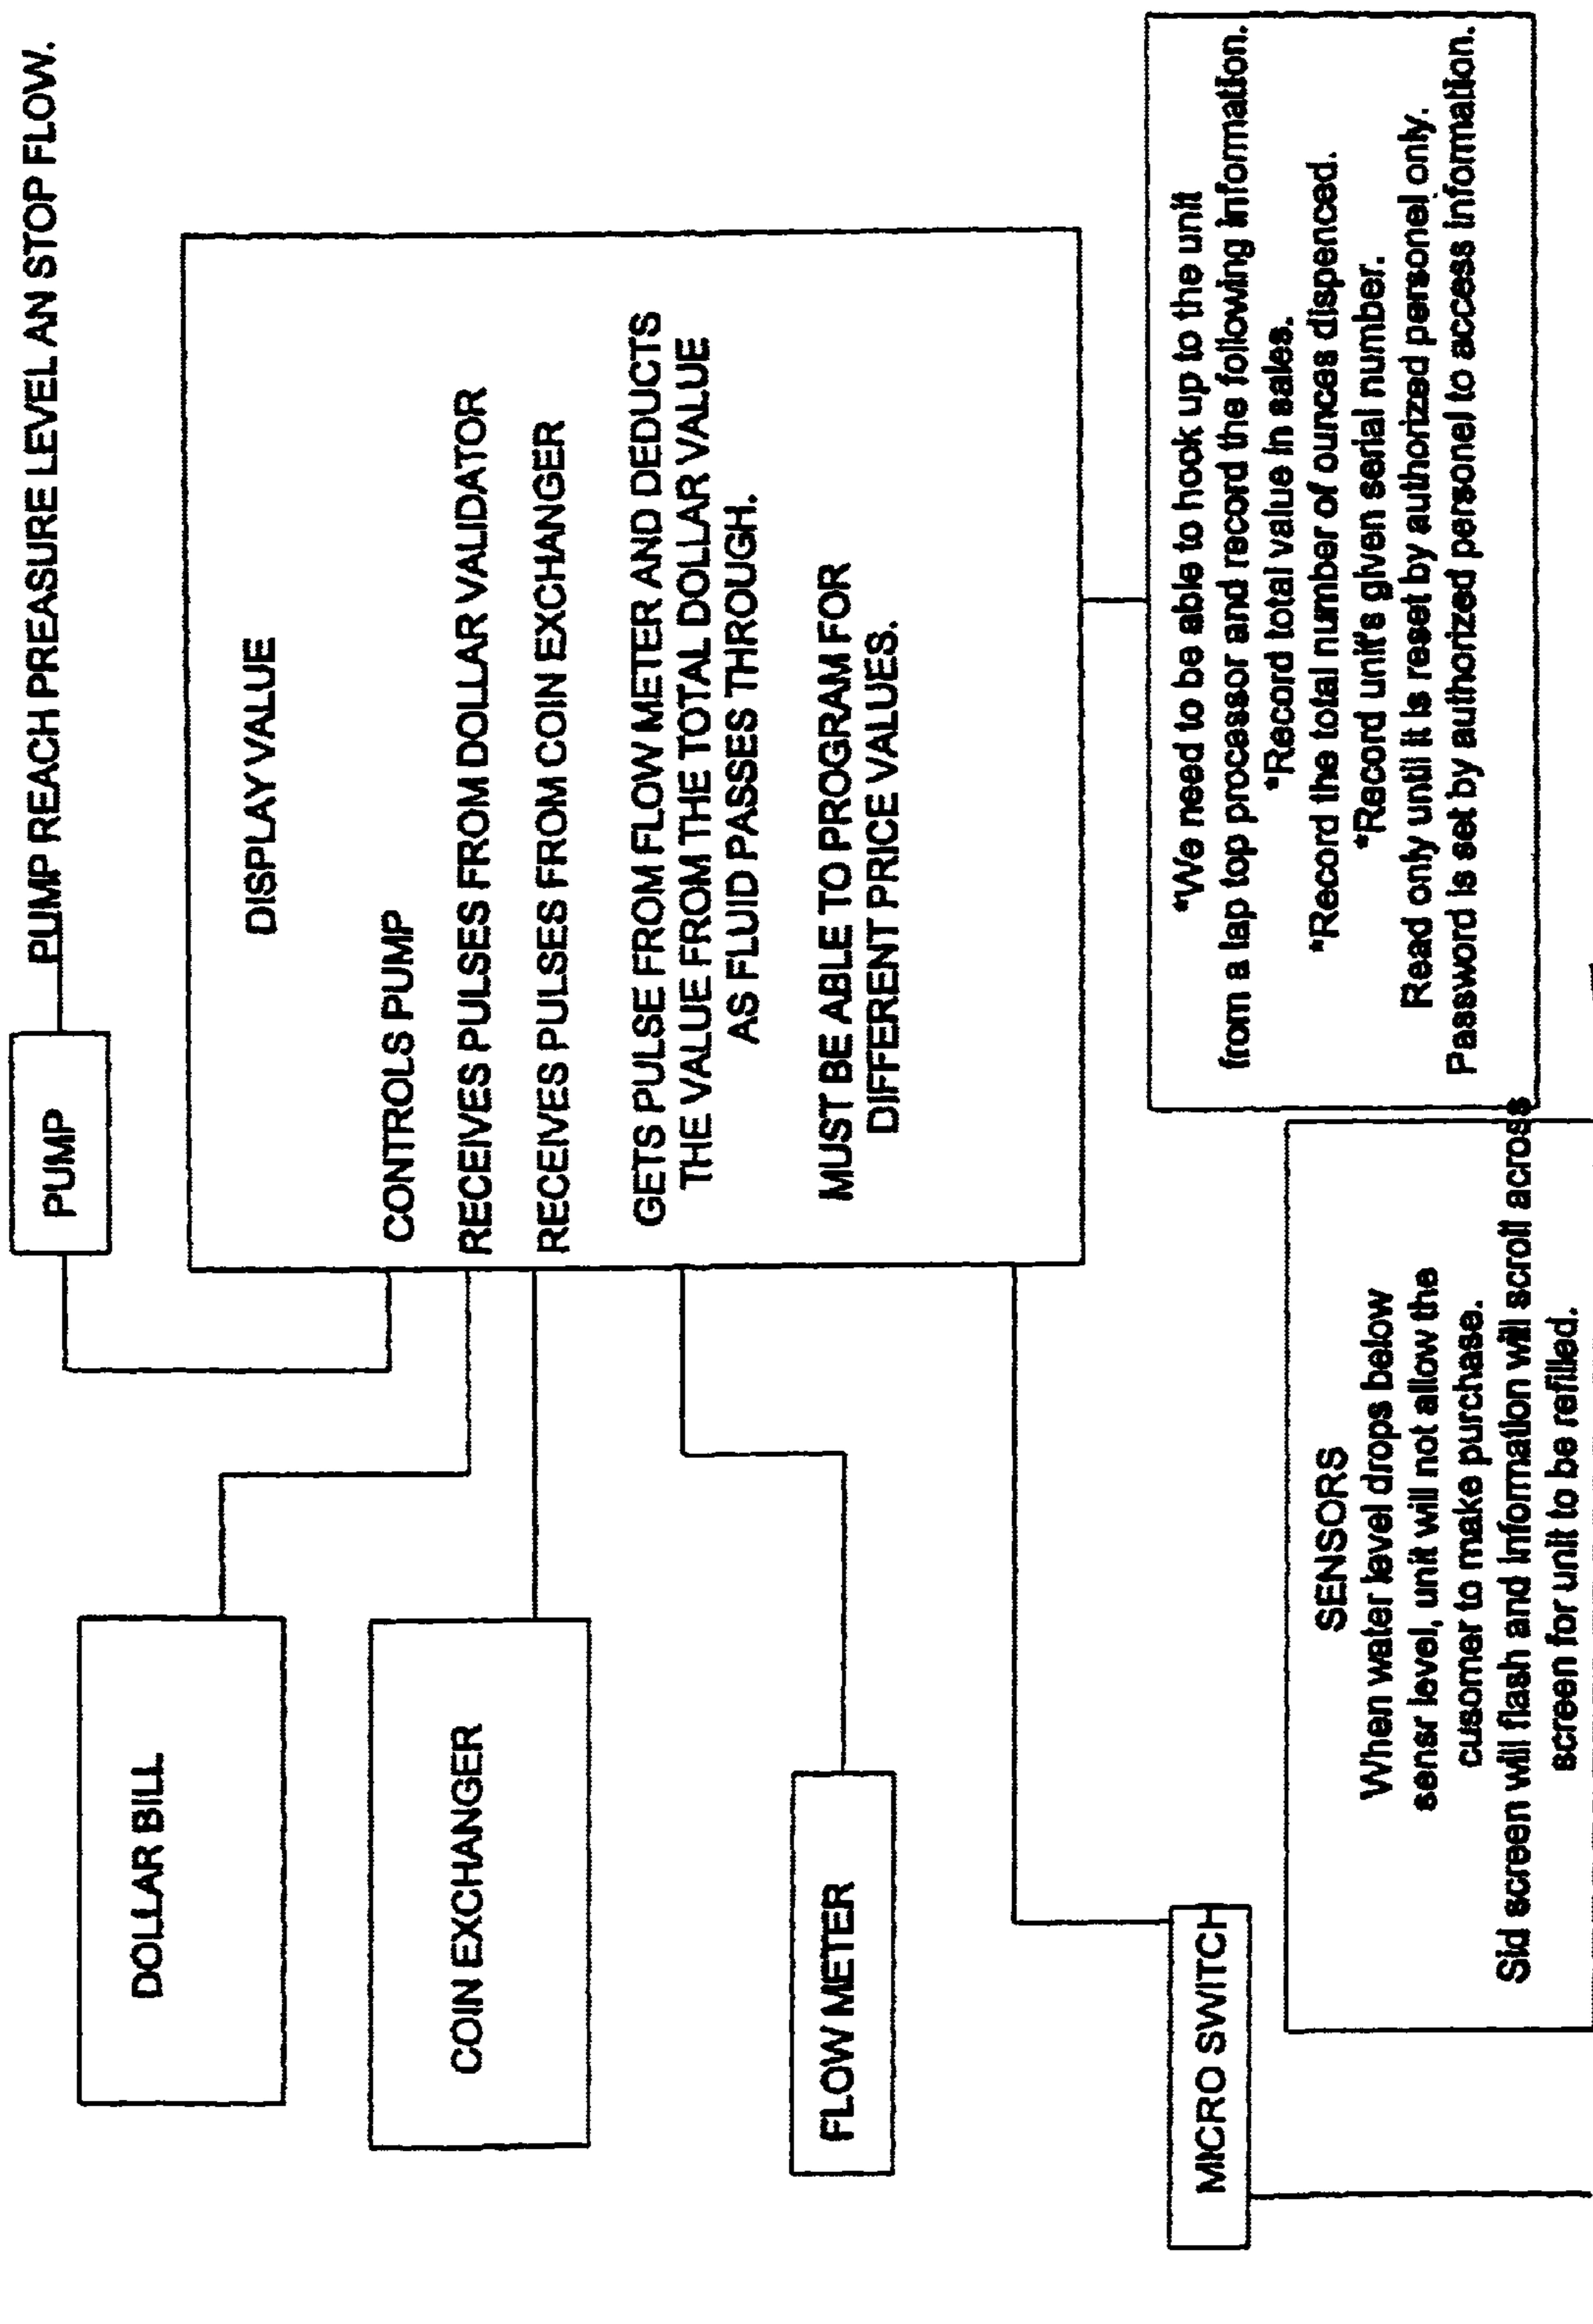 PUMP
PUMP REACH PREASURE LEVEL AN STOP FLOW.
DOLLAR BILL
COIN EXCHANGER
FLOW METER
MICRO SWITCH
DISPLAY VALUE
CONTROLS PUMP
RECEIVES PULSES FROM DOLLAR VALIDATOR
RECEIVES PULSES FROM COIN EXCHANGER
GETS PULSE FROM FLOW METER AND DEDUCTS
THE VALUE FROM THE TOTAL DOLLAR VALUE
AS FLUID PASSES THROUGH.
MUST BE ABLE TO PROGRAM FOR
DIFFERENT PRICE VALUES.
SENSORS
When water level drops below
sensr level, unit will not allow the
cusomer to make purchase.
Sid screen will flash and information will scroll across
screen for unit to be refilled.
*We need to be able to hook up to the unit
from a lap top processor and record the following information.
*Record total value in sales.
*Record the total number of ounces dispenced.
*Record unit's given serial number.
Read only until it is reset by authorized personel only.
Password is set by authorized personel to access information.